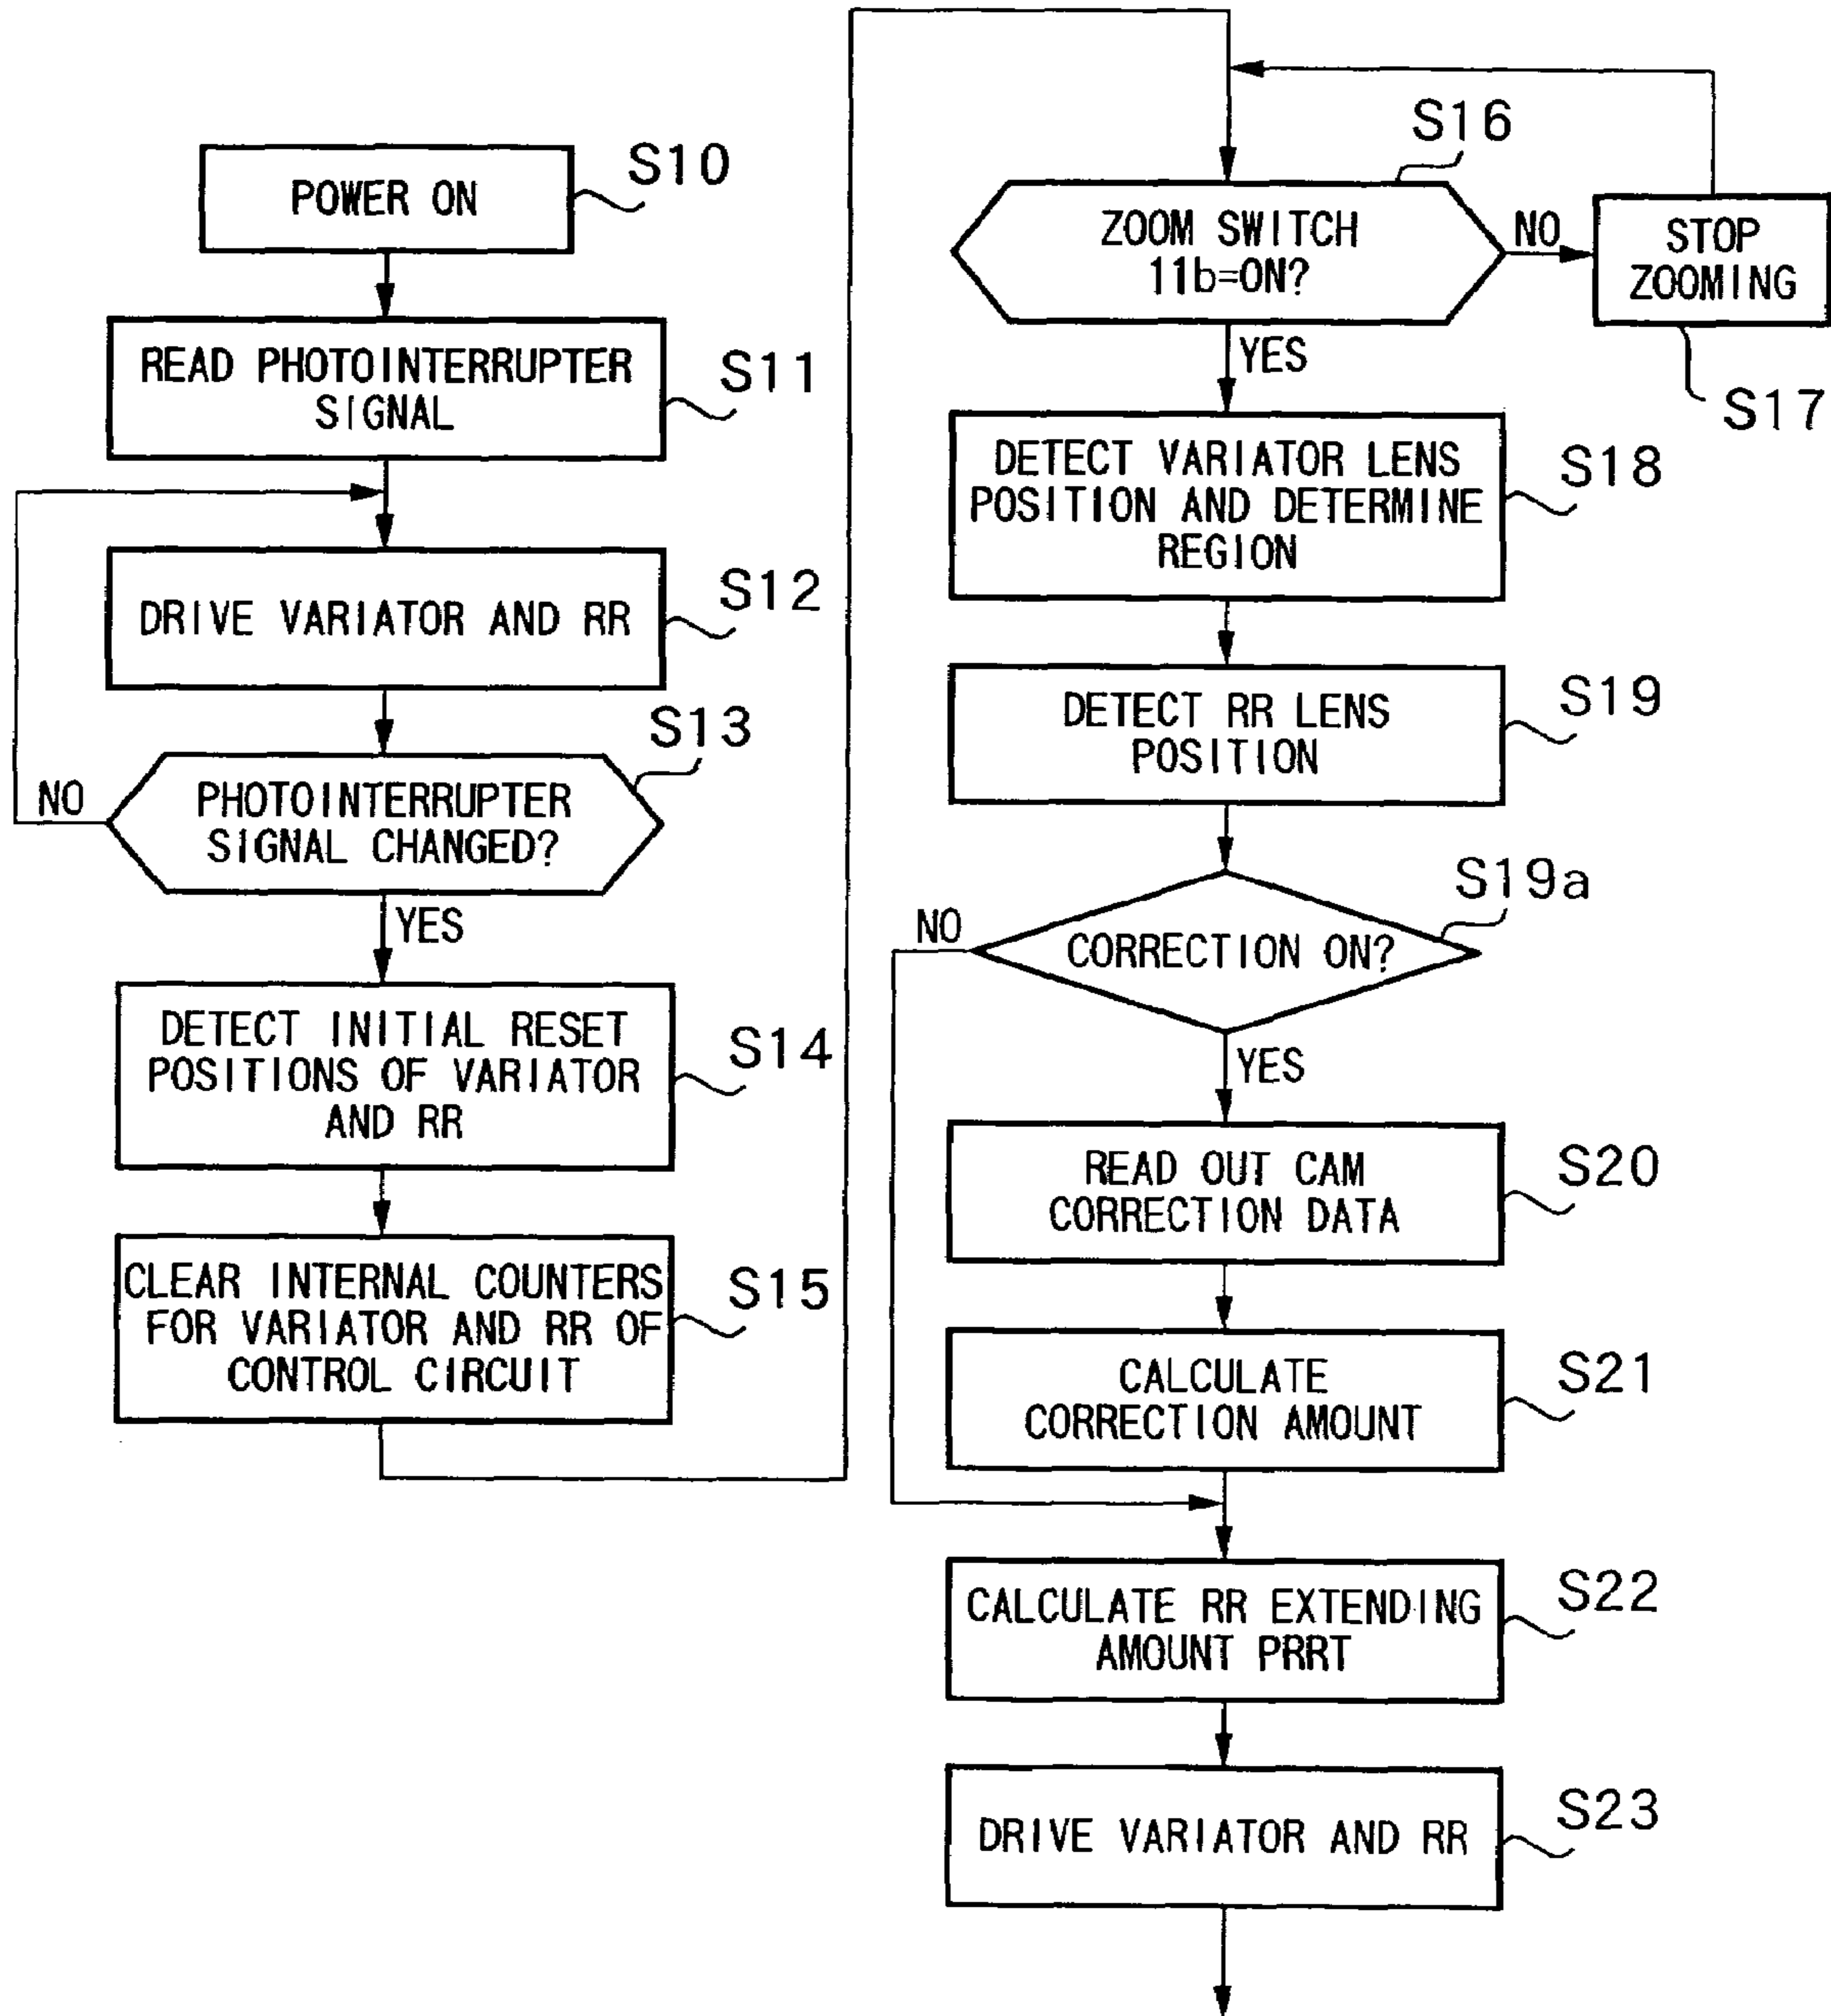 POWER ON
S10
READ PHOTOINTERRUPTER
SIGNAL
S11
DRIVE VARIATOR AND RR
S12
PHOTOINTERRUPTER
SIGNAL CHANGED?
S13
NO
YES
DETECT INITIAL RESET
POSITIONS OF VARIATOR
AND RR
S14
CLEAR INTERNAL COUNTERS
FOR VARIATOR AND RR OF
CONTROL CIRCUIT
S15
ZOOM SWITCH
11b=ON?
S16
NO
STOP
ZOOMING
S17
YES
DETECT VARIATOR LENS
POSITION AND DETERMINE
REGION
S18
DETECT RR LENS
POSITION
S19
CORRECTION ON?
S19a
NO
YES
READ OUT CAM
CORRECTION DATA
S20
CALCULATE
CORRECTION AMOUNT
S21
CALCULATE RR EXTENDING
AMOUNT PRRT
S22
DRIVE VARIATOR AND RR
S23